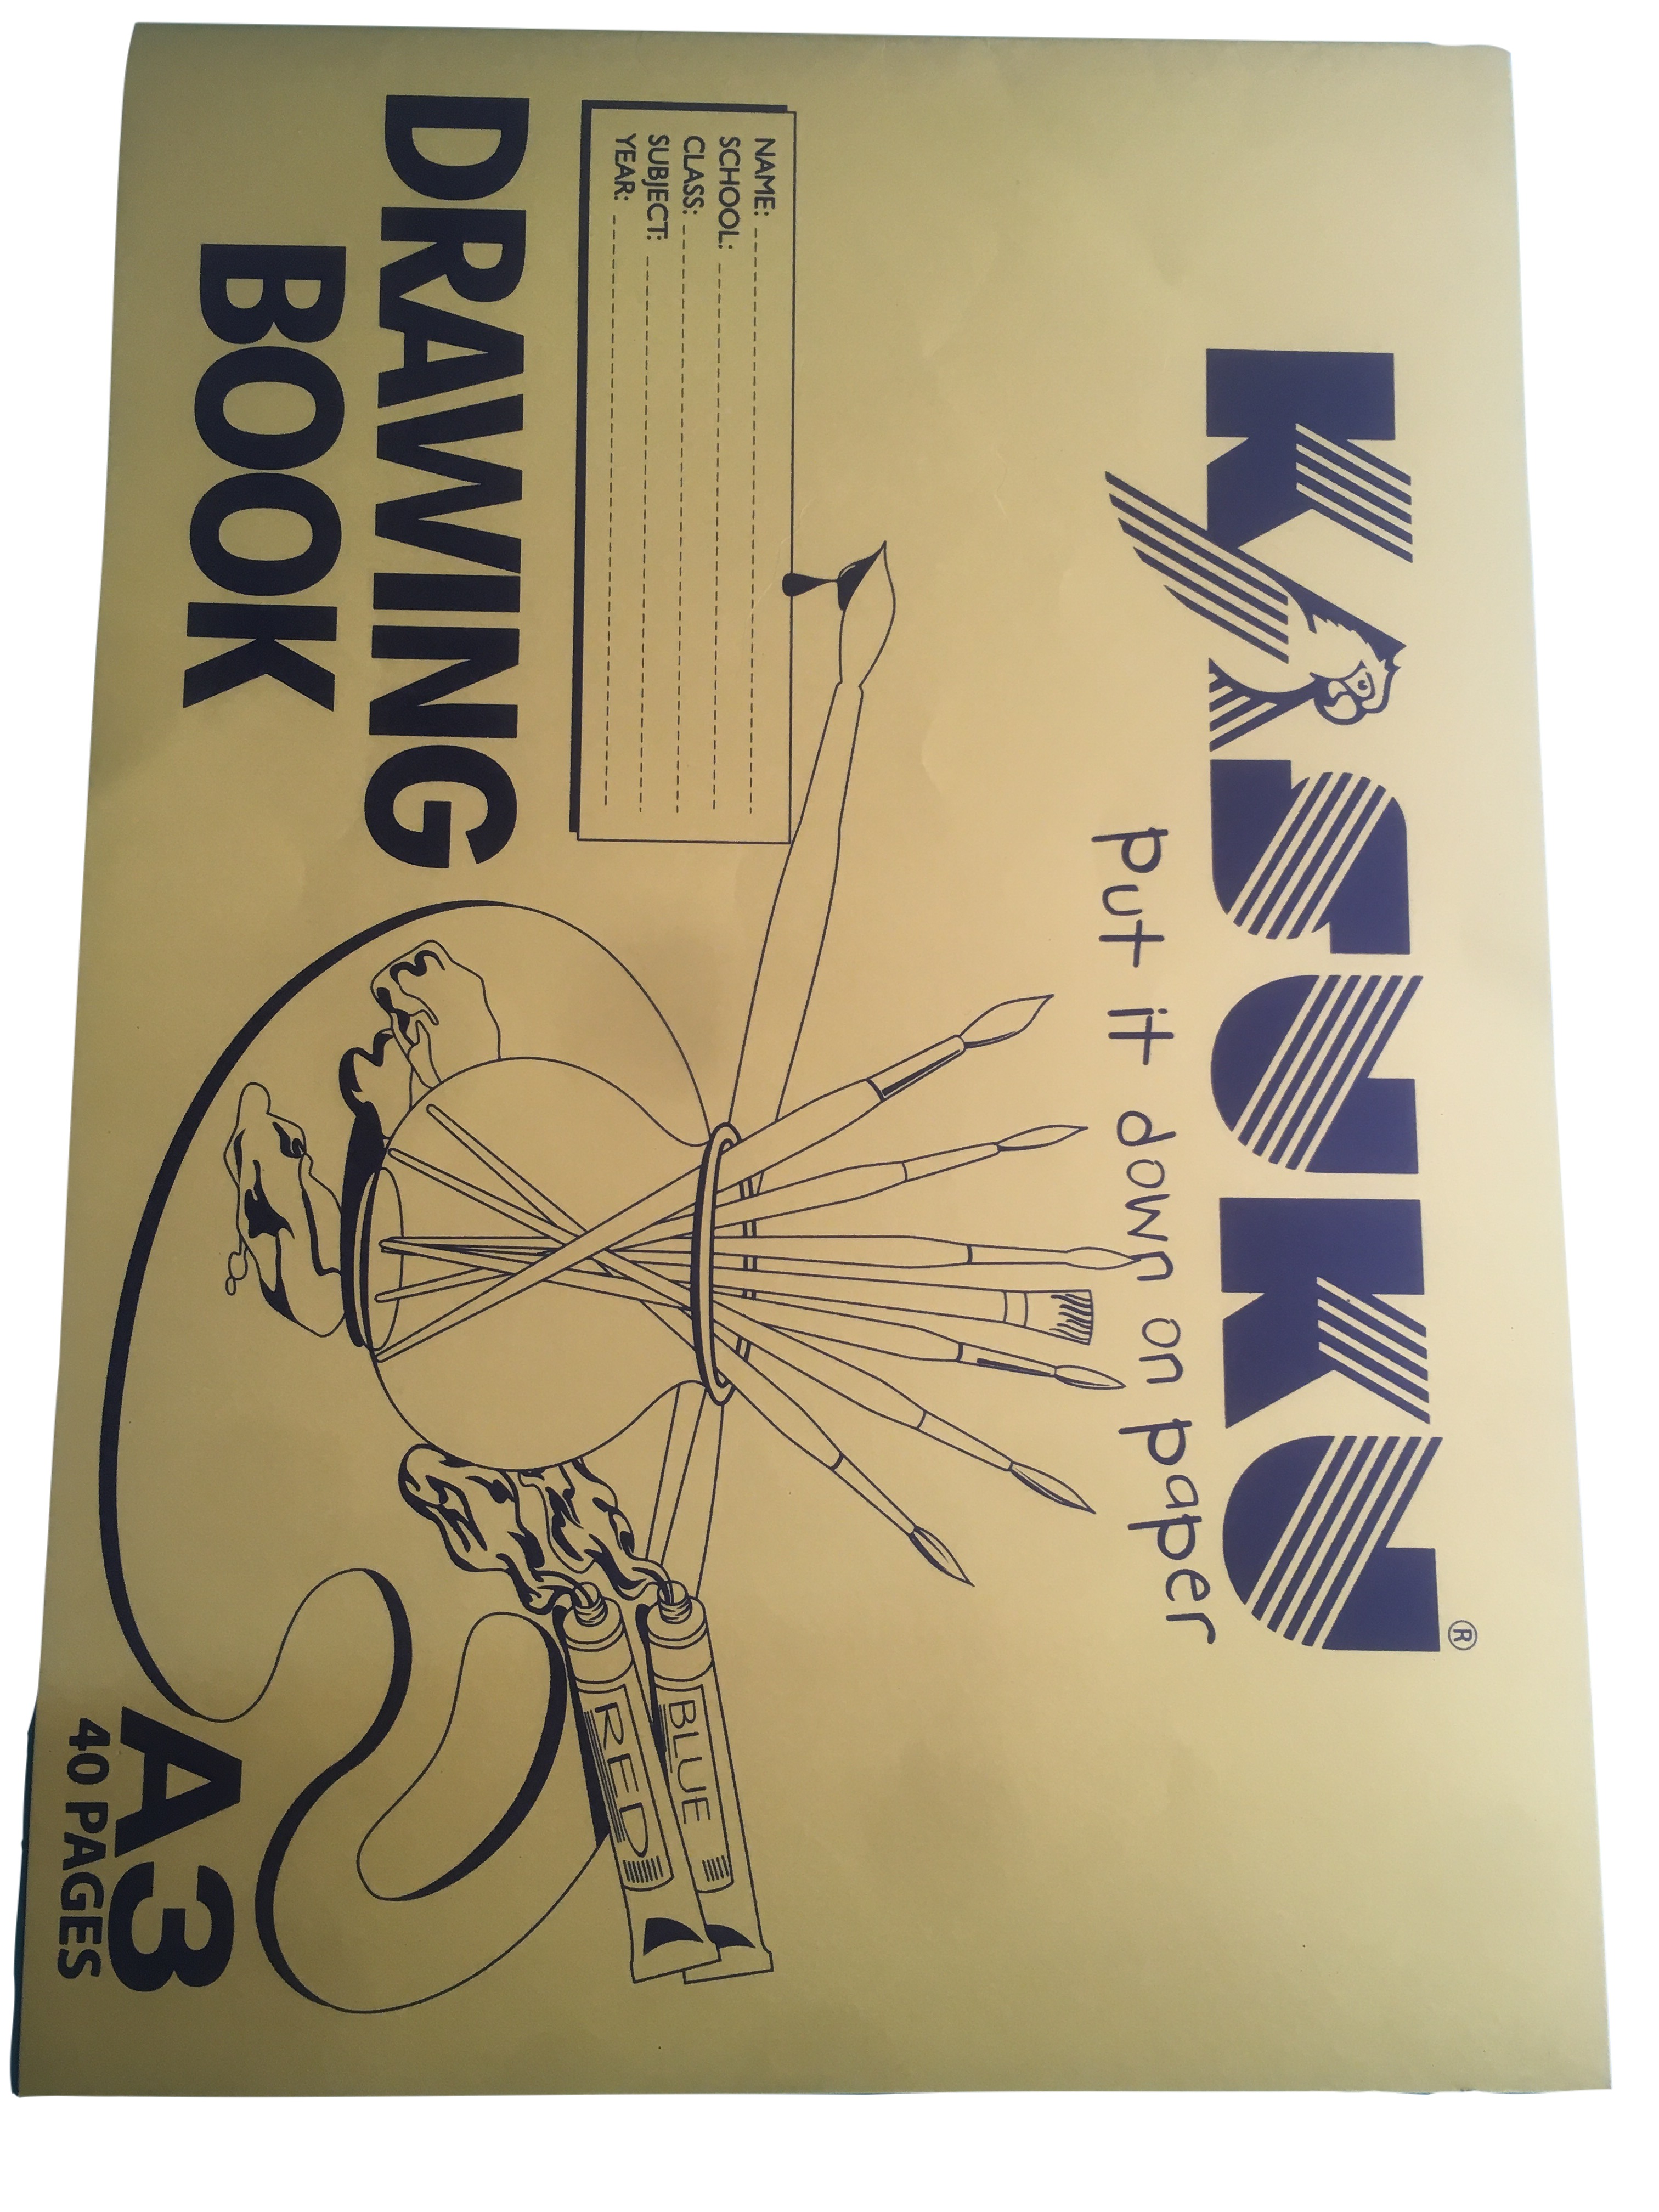 KASUKU®
put it down on paper
NAME:
SCHOOL:
CLASS:
SUBJECT:
YEAR:
BLUE
RED
DRAWING
BOOK
A3
40 PAGES